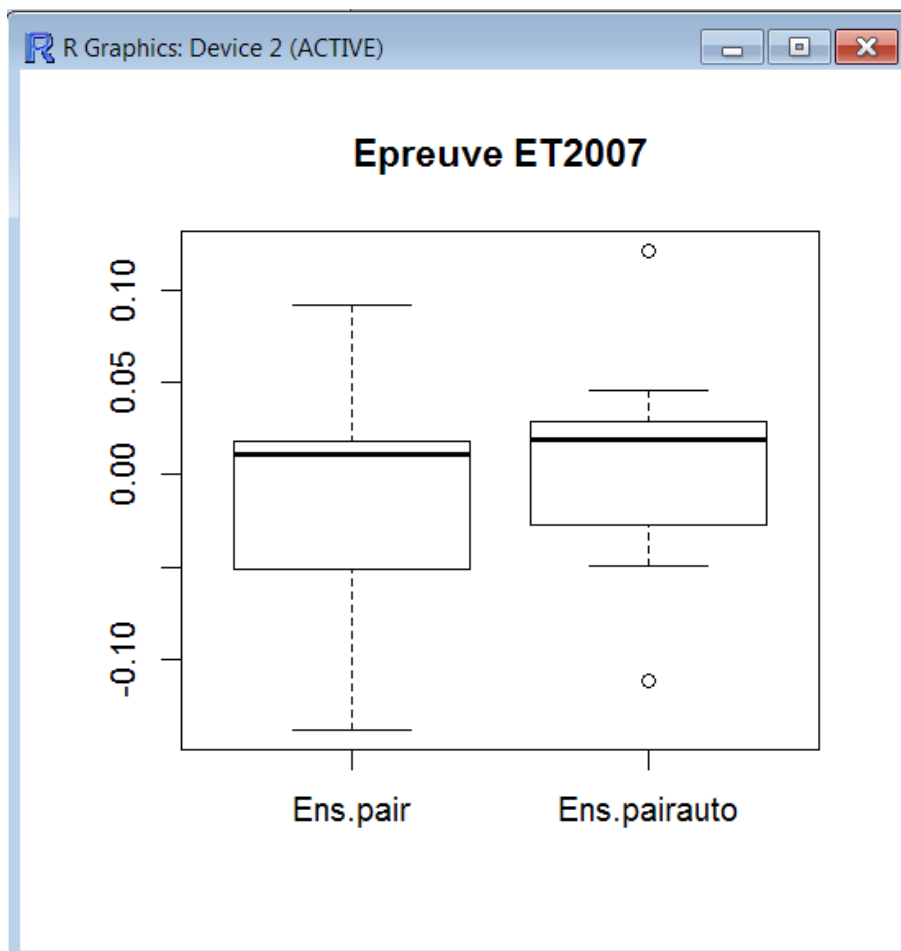 R Graphics: Device 2 (ACTIVE)
Epreuve ET2007
0.10
0.05
0.00
-0.10
Ens.pair
Ens.pairauto